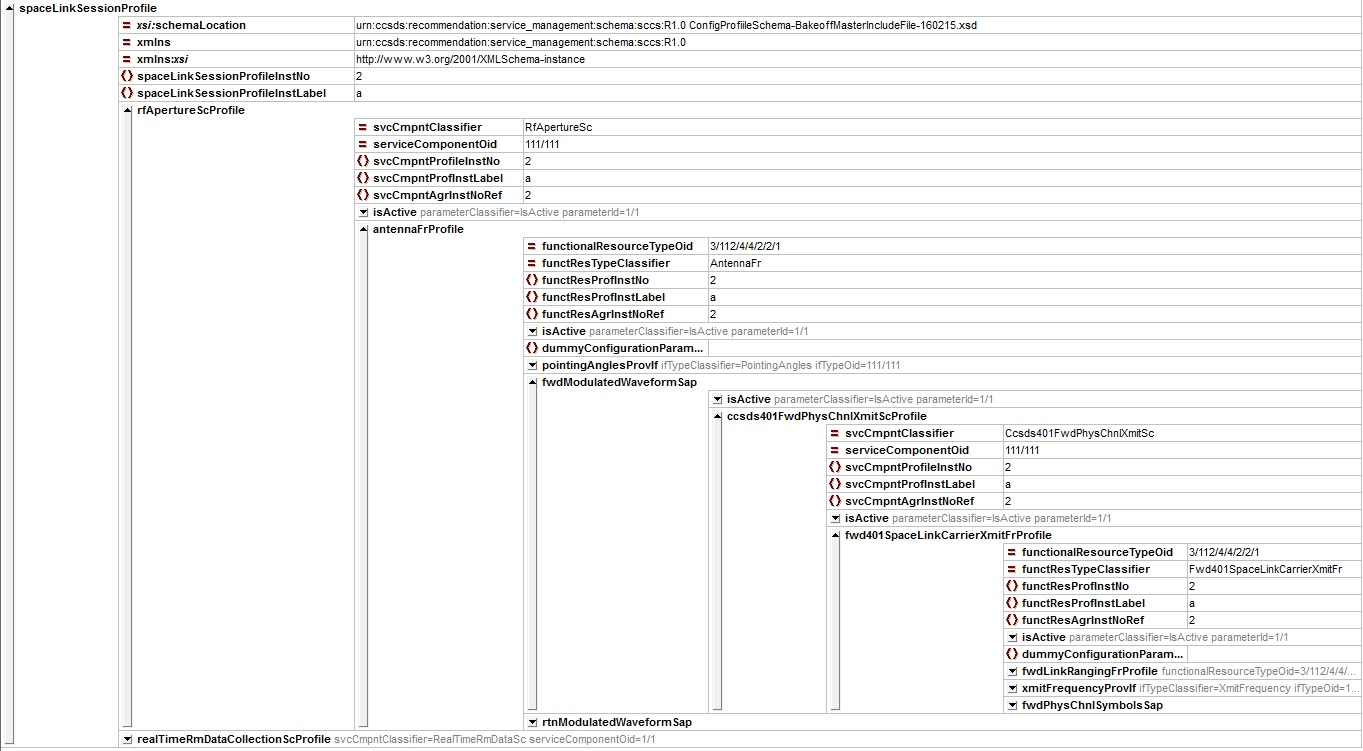 spaceLinkSessionProfile
xsi:schemaLocation urn:ccsds:recommendation:service_management:schema:sccs:R1.0 ConfigProfiileSchema-BakeoffMasterIncludeFile-160215.xsd
xmlns urn:ccsds:recommendation:service_management:schema:sccs:R1.0
xmlns:xsi http://www.w3.org/2001/XMLSchema-instance
spaceLinkSessionProfileInstNo 2
spaceLinkSessionProfileInstLabel a
rfApertureScProfile
svcCmpntClassifier RfApertureSc
serviceComponentOid 111/111
svcCmpntProfileInstNo 2
svcCmpntProfInstLabel a
svcCmpntAgrInstNoRef 2
isActive parameterClassifier=IsActive parameterId=1/1
antennaFrProfile
functionalResourceTypeOid 3/112/4/4/2/2/1
functResTypeClassifier AntennaFr
functResProfInstNo 2
functResProfInstLabel a
functResAgrInstNoRef 2
isActive parameterClassifier=IsActive parameterId=1/1
dummyConfigurationParam...
pointingAnglesProvIf ifTypeClassifier=PointingAngles ifTypeOid=111/111
fwdModulatedWaveformSap
isActive parameterClassifier=IsActive parameterId=1/1
ccsds401FwdPhysChnlXmitScProfile
svcCmpntClassifier Ccsds401FwdPhysChnlXmitSc
serviceComponentOid 111/111
svcCmpntProfileInstNo 2
svcCmpntProfInstLabel a
svcCmpntAgrInstNoRef 2
isActive parameterClassifier=IsActive parameterId=1/1
fwd401SpaceLinkCarrierXmitFrProfile
functionalResourceTypeOid 3/112/4/4/2/2/1
functResTypeClassifier Fwd401SpaceLinkCarrierXmitFr
functResProfInstNo 2
functResProfInstLabel a
functResAgrInstNoRef 2
isActive parameterClassifier=IsActive parameterId=1/1
dummyConfigurationParam...
fwdLinkRangingFrProfile functionalResourceTypeOid=3/112/4/4/...
xmitFrequencyProvIf ifTypeClassifier=XmitFrequency ifTypeOid=1...
fwdPhysChnlSymbolsSap
rtnModulatedWaveformSap
realTimeRmDataCollectionScProfile svcCmpntClassifier=RealTimeRmDataSc serviceComponentOid=1/1